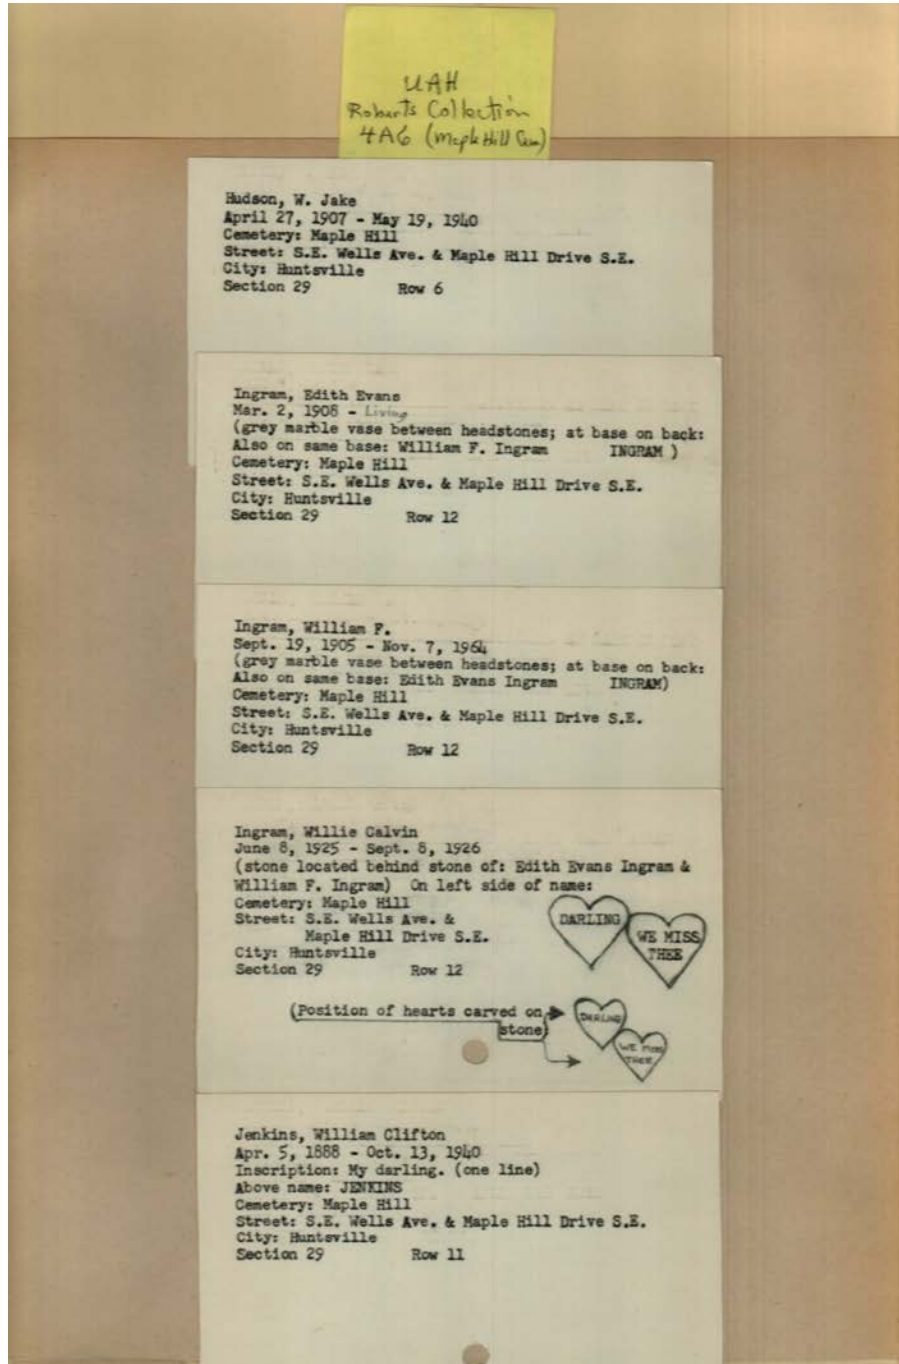 UAH
Roberts Collection
4A6 (Maple Hill Cem)
Hudson, W. Jake
April 27, 1907 - May 19, 1940
Cemetery: Maple Hill
Street: S.E. Wells Ave. & Maple Hill Drive S.E.
City: Huntsville
Section 29 Row 6
Ingram, Edith Evans
Mar. 2, 1908 - Living
(grey marble vase between headstones; at base on back:
Also on same base: William F. Ingram INGRAM )
Cemetery: Maple Hill
Street: S.E. Wells Ave. & Maple Hill Drive S.E.
City: Huntsville
Section 29 Row 12
Ingram, William F.
Sept. 19, 1905 - Nov. 7, 1964
(grey marble vase between headstones; at base on back:
Also on same base: Edith Evans Ingram INGRAM)
Cemetery: Maple Hill
Street: S.E. Wells Ave. & Maple Hill Drive S.E.
City: Huntsville
Section 29 Row 12
Ingram, Willie Calvin
June 8, 1925 - Sept. 8, 1926
(stone located behind stone of: Edith Evans Ingram &
William F. Ingram) On left side of name:
Cemetery: Maple Hill
Street: S.E. Wells Ave. &
Maple Hill Drive S.E.
City: Huntsville
Section 29 Row 12
DARLING
WE MISS
THEE
(Position of hearts carved on
stone)
DARLING
WE MISS
THEE
Jenkins, William Clifton
Apr. 5, 1888 - Oct. 13, 1940
Inscription: My darling. (one line)
Above name: JENKINS
Cemetery: Maple Hill
Street: S.E. Wells Ave. & Maple Hill Drive S.E.
City: Huntsville
Section 29 Row 11